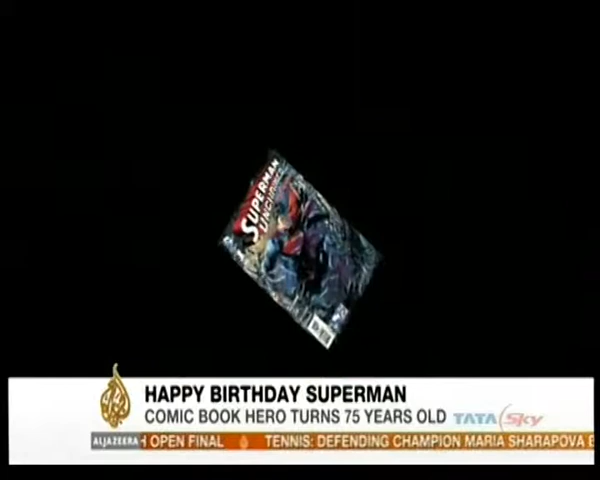 SUPERMAN
UNCHAINED
HAPPY BIRTHDAY SUPERMAN
COMIC BOOK HERO TURNS 75 YEARS OLD
TATA Sky
ALJAZEERA
H OPEN FINAL TENNIS: DEFENDING CHAMPION MARIA SHARAPOVA B